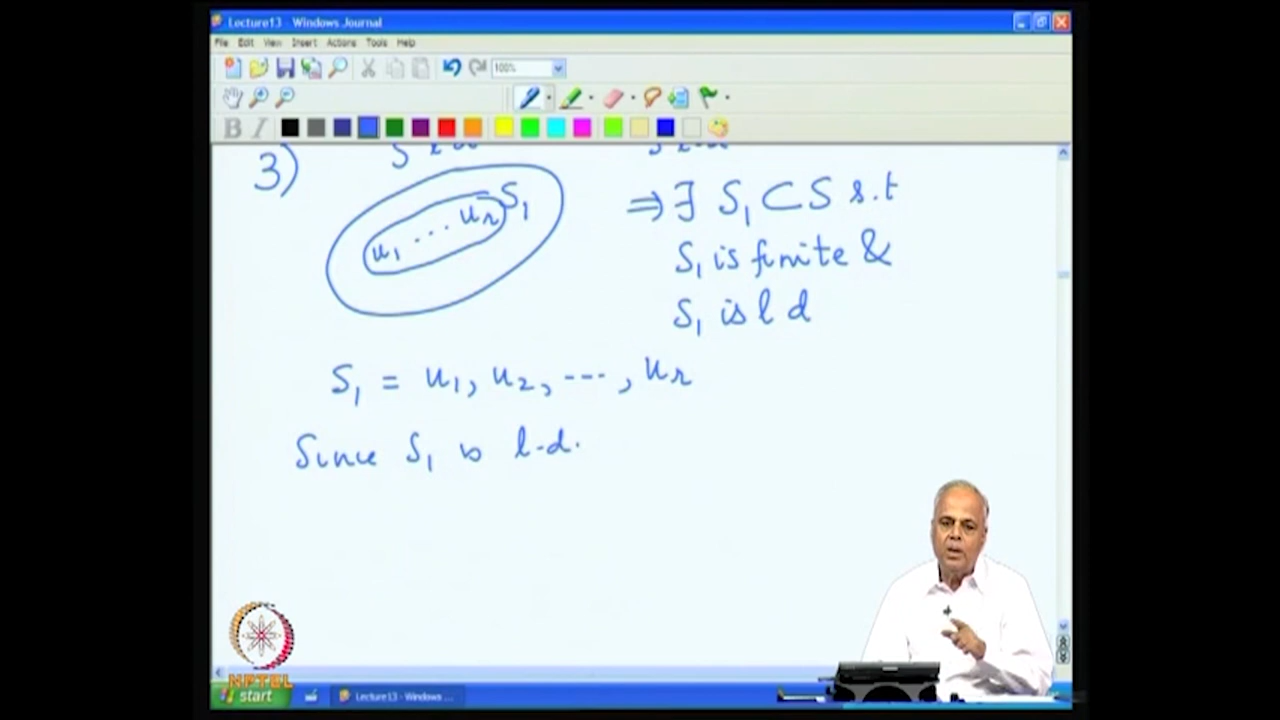 Lecture13 - Windows Journal
File Edit View Insert Actions Tools Help
100%
B I
3)
S₁
u₁ ... uᵣ
⇒ ∃ S₁ ⊂ S s.t
S₁ is finite &
S₁ is l d
S₁ = u₁, u₂, ---, uᵣ
Since S₁ is l.d.
NPTEL
start
Lecture13 - Windows ...